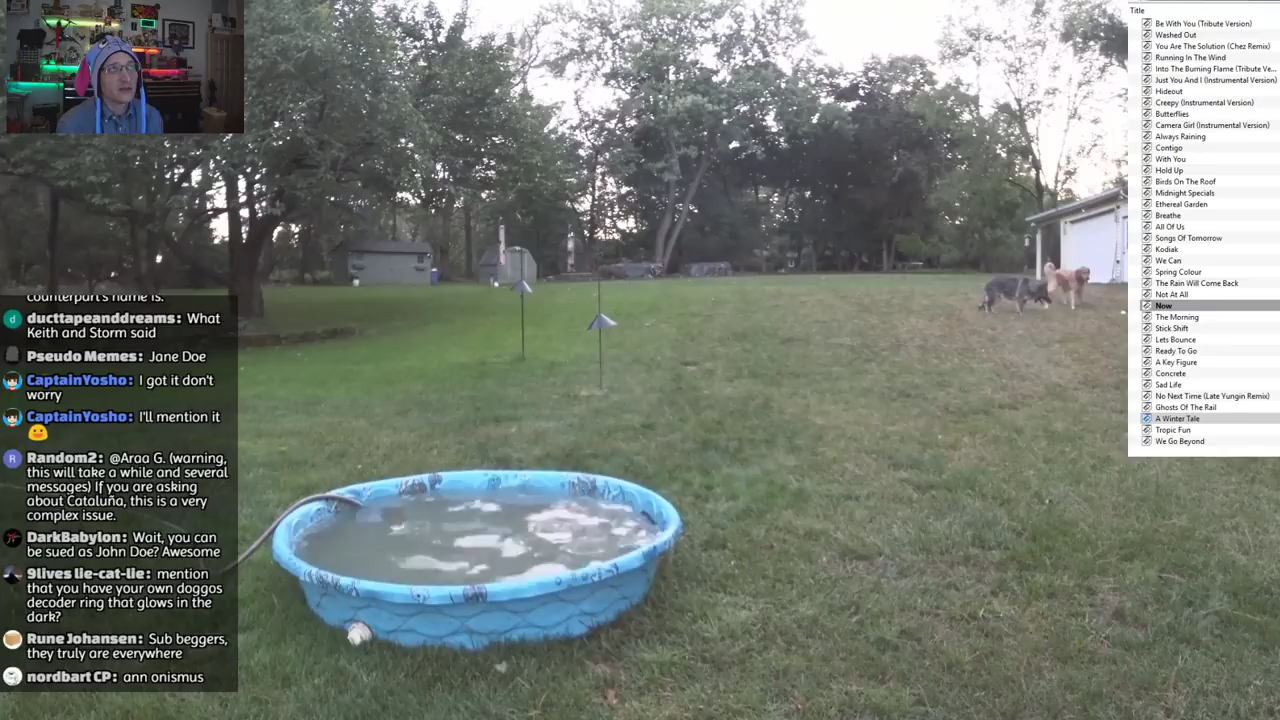 counterpart's name is.
ducttapeanddreams: What
Keith and Storm said
Pseudo Memes: Jane Doe
CaptainYosho: I got it don't
worry
CaptainYosho: I'll mention it
Random2: @Araa G. (warning,
this will take a while and several
messages) If you are asking
about Cataluña, this is a very
complex issue.
DarkBabylon: Wait, you can
be sued as John Doe? Awesome
9lives lie-cat-lie: mention
that you have your own doggos
decoder ring that glows in the
dark?
Rune Johansen: Sub beggers,
they truly are everywhere
nordbart CP: ann onismus
Title
Be With You (Tribute Version)
Washed Out
You Are The Solution (Chez Remix)
Running In The Wind
Into The Burning Flame (Tribute Ve...
Just You And I (Instrumental Version)
Hideout
Creepy (Instrumental Version)
Butterflies
Camera Girl (Instrumental Version)
Always Raining
Contigo
With You
Hold Up
Birds On The Roof
Midnight Specials
Ethereal Garden
Breathe
All Of Us
Songs Of Tomorrow
Kodiak
We Can
Spring Colour
The Rain Will Come Back
Not At All
Now
The Morning
Stick Shift
Lets Bounce
Ready To Go
A Key Figure
Concrete
Sad Life
No Next Time (Late Yungin Remix)
Ghosts Of The Rail
A Winter Tale
Tropic Fun
We Go Beyond